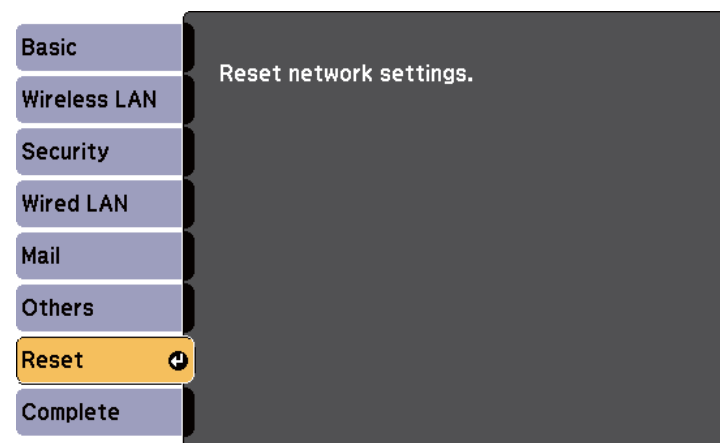 Basic
Wireless LAN
Security
Wired LAN
Mail
Others
Reset
Complete
Reset network settings.